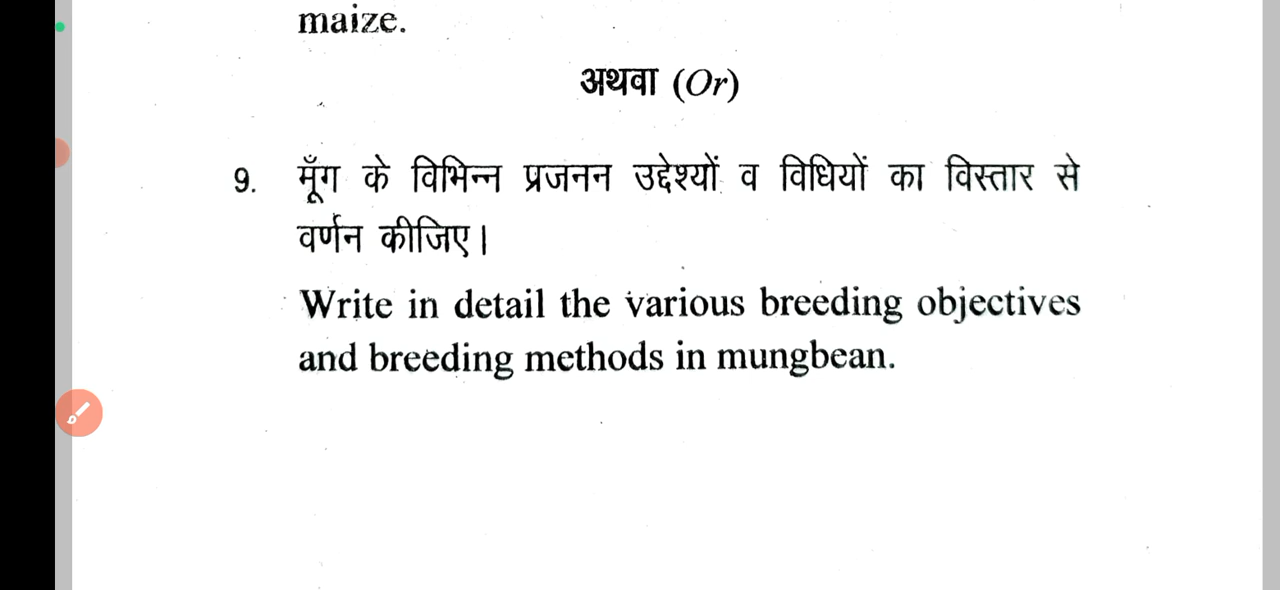 maize.
अथवा (Or)
9. मूँग के विभिन्न प्रजनन उद्देश्यों व विधियों का विस्तार से
वर्णन कीजिए।
Write in detail the various breeding objectives
and breeding methods in mungbean.